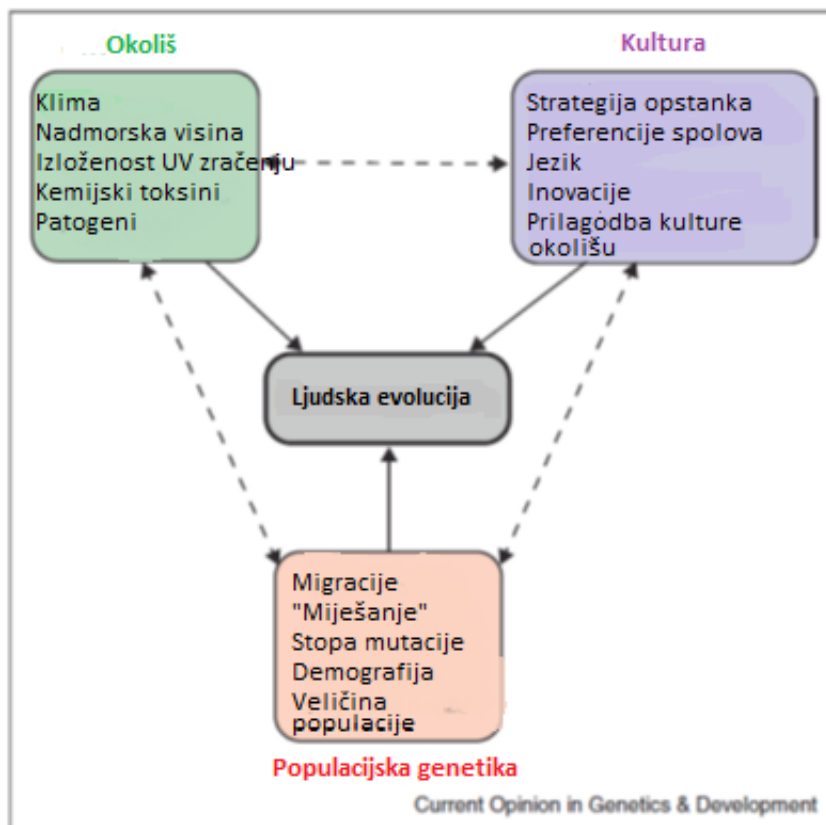 Okoliš
Kultura
Klima
Nadmorska visina
Izloženost UV zračenju
Kemijski toksini
Patogeni
Strategija opstanka
Preferencije spolova
Jezik
Inovacije
Prilagodba kulture
okolišu
Ljudska evolucija
Migracije
"Miješanje"
Stopa mutacije
Demografija
Veličina
populacije
Populacijska genetika
Current Opinion in Genetics & Development